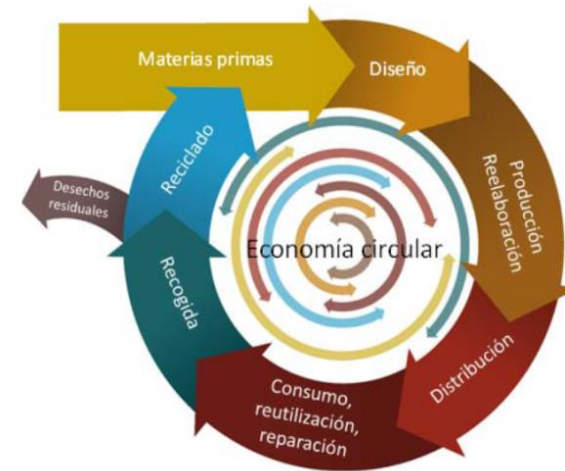 Materias primas
Diseño
Producción
Reelaboración
Distribución
Consumo,
reutilización,
reparación
Recogida
Reciclado
Desechos
residuales
Economía circular